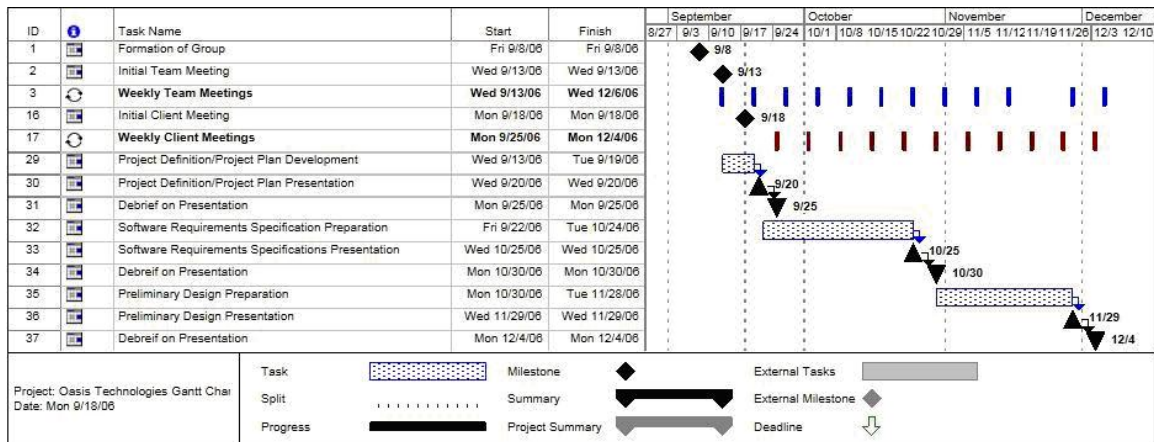 September October November December
ID Task Name Start Finish 8/27 9/3 9/10 9/17 9/24 10/1 10/8 10/15 10/22 10/29 11/5 11/12 11/19 11/26 12/3 12/10
1 Formation of Group Fri 9/8/06 Fri 9/8/06 9/8
2 Initial Team Meeting Wed 9/13/06 Wed 9/13/06 9/13
3 Weekly Team Meetings Wed 9/13/06 Wed 12/6/06
16 Initial Client Meeting Mon 9/18/06 Mon 9/18/06 9/18
17 Weekly Client Meetings Mon 9/25/06 Mon 12/4/06
29 Project Definition/Project Plan Development Wed 9/13/06 Tue 9/19/06
30 Project Definition/Project Plan Presentation Wed 9/20/06 Wed 9/20/06 9/20
31 Debrief on Presentation Mon 9/25/06 Mon 9/25/06 9/25
32 Software Requirements Specification Preparation Fri 9/22/06 Tue 10/24/06
33 Software Requirements Specifications Presentation Wed 10/25/06 Wed 10/25/06 10/25
34 Debreif on Presentation Mon 10/30/06 Mon 10/30/06 10/30
35 Preliminary Design Preparation Mon 10/30/06 Tue 11/28/06
36 Preliminary Design Presentation Wed 11/29/06 Wed 11/29/06 11/29
37 Debreif on Presentation Mon 12/4/06 Mon 12/4/06 12/4
Project: Oasis Technologies Gantt Char
Date: Mon 9/18/06
Task Milestone External Tasks
Split Summary External Milestone
Progress Project Summary Deadline